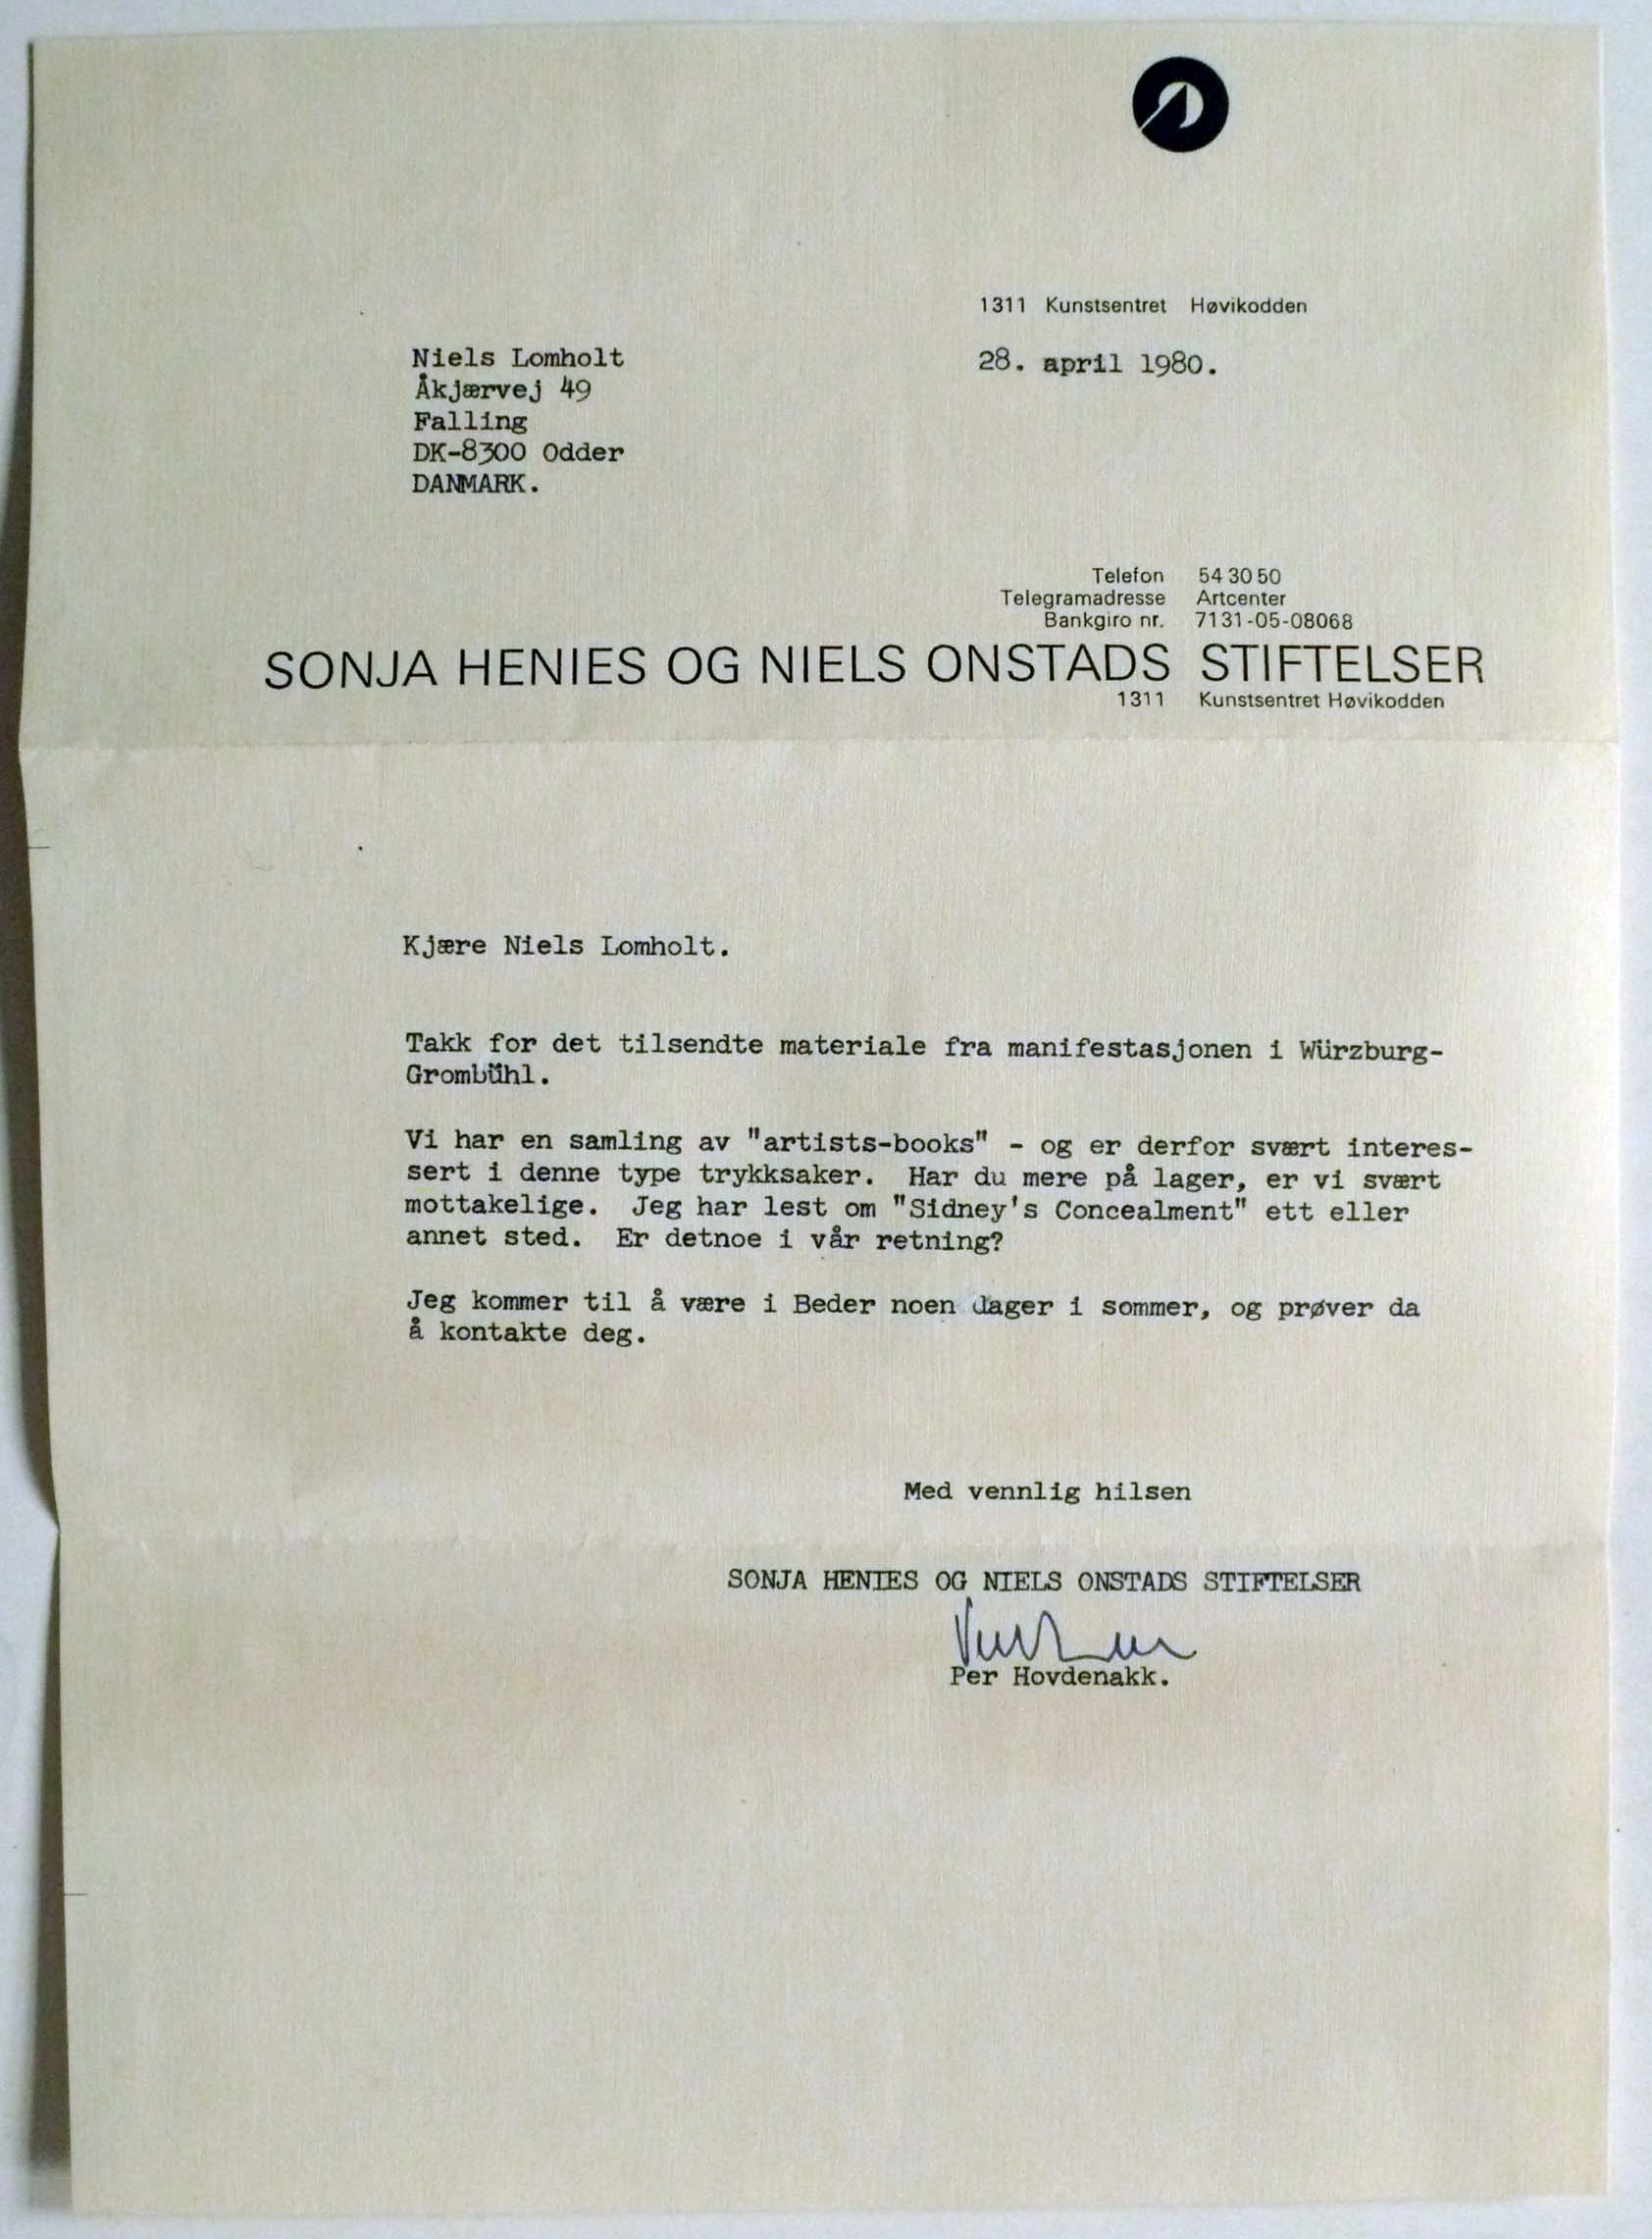 1311 Kunstsentret Høvikodden
Niels Lomholt
Åkjærvej 49
Falling
DK-8300 Odder
DANMARK.
28. april 1980.
Telefon 54 30 50
Telegramadresse Artcenter
Bankgiro nr. 7131-05-08068
SONJA HENIES OG NIELS ONSTADS STIFTELSER
1311 Kunstsentret Høvikodden
Kjære Niels Lomholt.
Takk for det tilsendte materiale fra manifestasjonen i Würzburg-
Grombühl.
Vi har en samling av "artists-books" - og er derfor svært interes-
sert i denne type trykksaker. Har du mere på lager, er vi svært
mottakelige. Jeg har lest om "Sidney's Concealment" ett eller
annet sted. Er detnoe i vår retning?
Jeg kommer til å være i Beder noen dager i sommer, og prøver da
å kontakte deg.
Med vennlig hilsen
SONJA HENIES OG NIELS ONSTADS STIFTELSER
Per Hovdenakk.